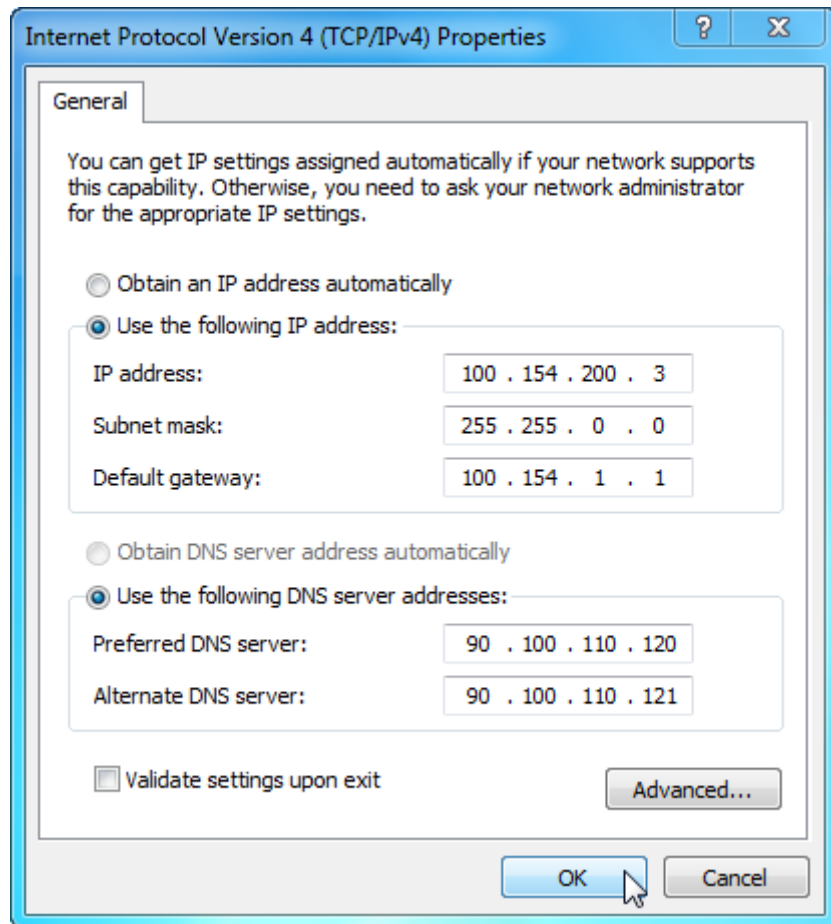 Internet Protocol Version 4 (TCP/IPv4) Properties
General
You can get IP settings assigned automatically if your network supports
this capability. Otherwise, you need to ask your network administrator
for the appropriate IP settings.
Obtain an IP address automatically
Use the following IP address:
IP address: 100 . 154 . 200 . 3
Subnet mask: 255 . 255 . 0 . 0
Default gateway: 100 . 154 . 1 . 1
Obtain DNS server address automatically
Use the following DNS server addresses:
Preferred DNS server: 90 . 100 . 110 . 120
Alternate DNS server: 90 . 100 . 110 . 121
Validate settings upon exit
Advanced...
OK Cancel